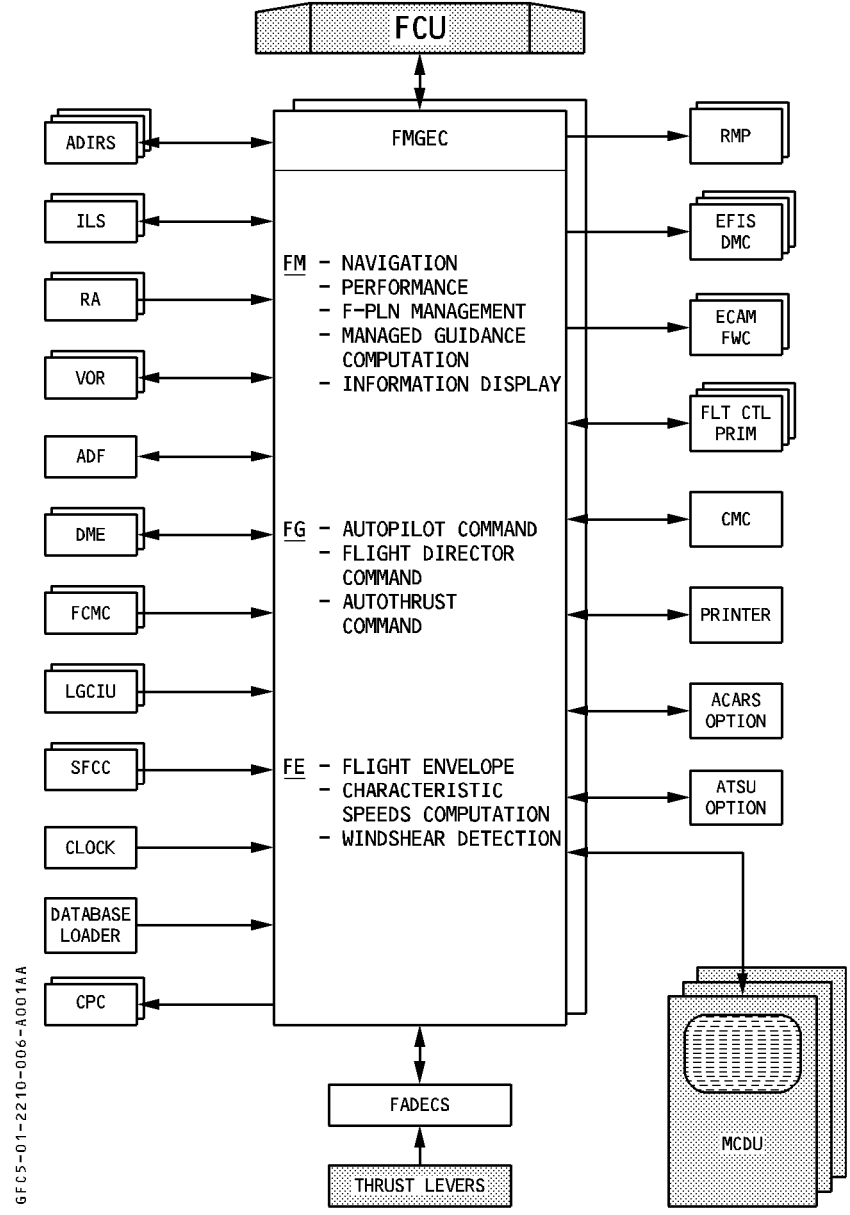 FCU
FMGEC
ADIRS
ILS
RA
VOR
ADF
DME
FCMC
LGCIU
SFCC
CLOCK
DATABASE
LOADER
CPC
FM - NAVIGATION
- PERFORMANCE
- F-PLN MANAGEMENT
- MANAGED GUIDANCE
COMPUTATION
- INFORMATION DISPLAY
FG - AUTOPILOT COMMAND
- FLIGHT DIRECTOR
COMMAND
- AUTOTHRUST
COMMAND
FE - FLIGHT ENVELOPE
- CHARACTERISTIC
SPEEDS COMPUTATION
- WINDSHEAR DETECTION
RMP
EFIS
DMC
ECAM
FWC
FLT CTL
PRIM
CMC
PRINTER
ACARS
OPTION
ATSU
OPTION
MCDU
FADECS
THRUST LEVERS
GFC5-01-2210-006-A001AA